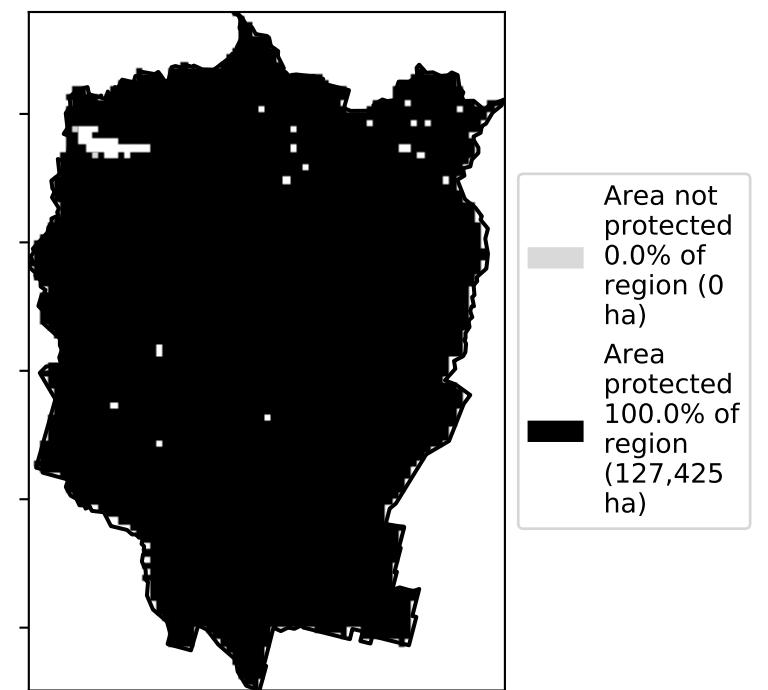 Area not
protected
0.0% of
region (0
ha)
Area
protected
100.0% of
region
(127,425
ha)